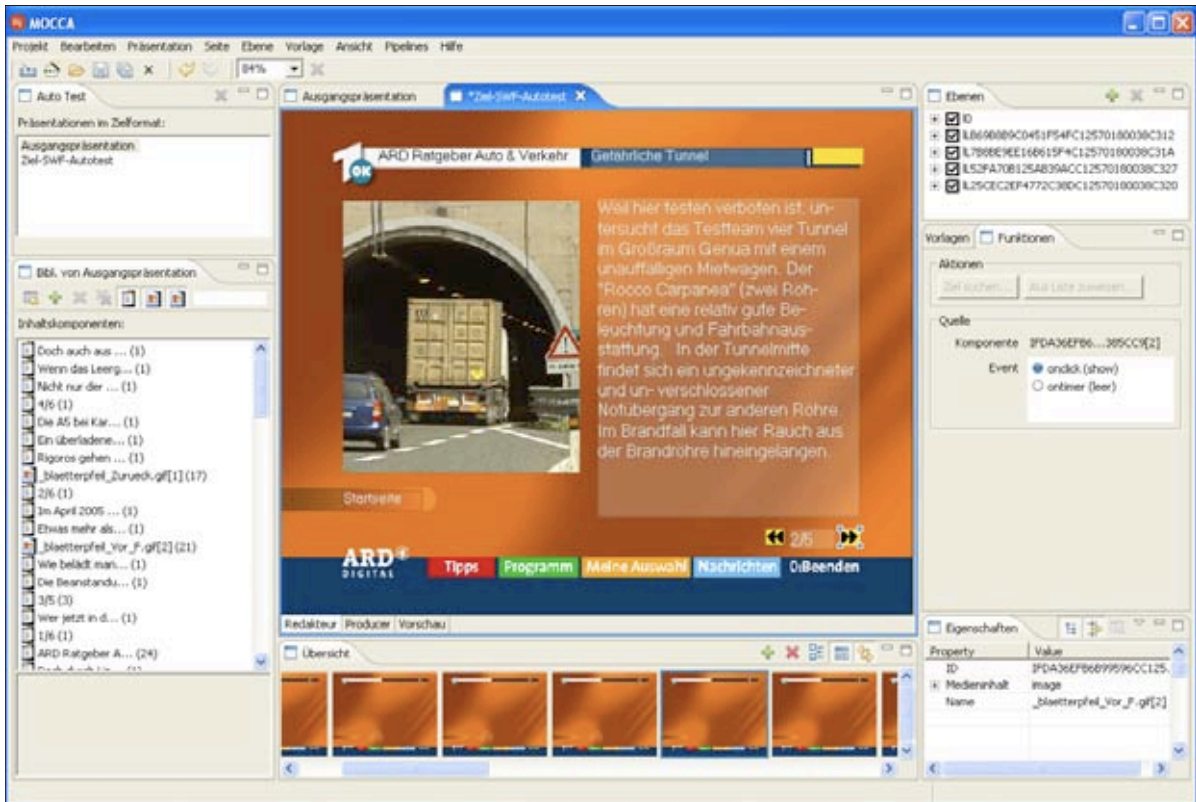 MOCCA
Projekt Bearbeiten Präsentation Seite Ebene Vorlage Ansicht Pipelines Hilfe
84%
Auto Test
Präsentationen im Zielformat:
Ausgangspräsentation
Ziel-SWF-Autotest
Bibl. von Ausgangspräsentation
Inhaltskomponenten:
Doch auch aus ... (1)
Wenn das Leerg... (1)
Nicht nur der ... (1)
4/6 (1)
Die A5 bei Kar... (1)
Ein überladene... (1)
Rigoros gehen ... (1)
_blaetterpfeil_Zurueck.gif[1] (17)
2/6 (1)
Im April 2005 ... (1)
Etwas mehr als... (1)
_blaetterpfeil_Vor_F.gif[2] (21)
Wie belädt man... (1)
Die Beanstandu... (1)
3/5 (3)
Wer jetzt in d... (1)
1/6 (1)
ARD Ratgeber A... (24)
Ausgangspräsentation
*Ziel-SWF-Autotest
1 OK
ARD Ratgeber Auto & Verkehr
Gefährliche Tunnel
Weil hier testen verboten ist, un-
tersucht das Testteam vier Tunnel
im Großraum Genua mit einem
unauffälligen Mietwagen. Der
"Rocco Carpanea" (zwei Röh-
ren) hat eine relativ gute Be-
leuchtung und Fahrbahnaus-
stattung. In der Tunnelmitte
findet sich ein ungekennzeichneter
und un- verschlossener
Notübergang zur anderen Röhre.
Im Brandfall kann hier Rauch aus
der Brandröhre hineingelangen.
Startseite
2/5
ARD
DIGITAL
Tipps Programm Meine Auswahl Nachrichten 0:Beenden
Redakteur Producer Vorschau
Übersicht
Ebenen
ID
Vorlagen Funktionen
Aktionen
Ziel suchen... Aus Liste zuweisen...
Quelle
Komponente IFDA36EFB6...385CC9[2]
Event
onclick (show)
ontimer (leer)
Eigenschaften
Property Value
ID IFDA36EFB6B99596CC125.
Medieninhalt image
Name _blaetterpfeil_Vor_F.gif[2]